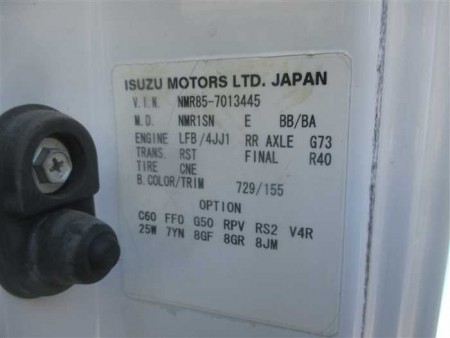 ISUZU MOTORS LTD. JAPAN
V.I.N. NMR85-7013445
M.D. NMR1SN E BB/BA
ENGINE LFB/4JJ1 RR AXLE G73
TRANS. RST FINAL R40
TIRE CNE
B.COLOR/TRIM 729/155
OPTION
C60 FF0 G50 RPV RS2 V4R
25W 7YN 8GF 8GR 8JM